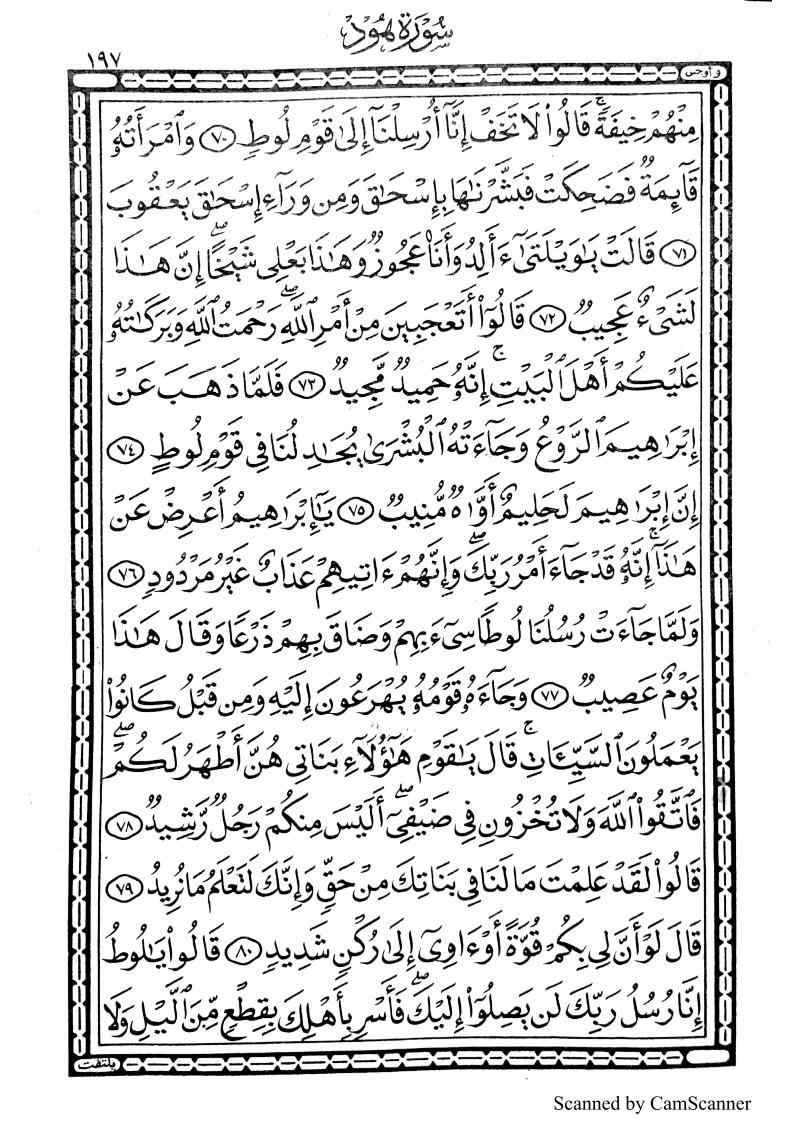 سُورَة هُود
١٩٧
و أوحس
مِنْهُمْ خِيفَةً ۚ قَالُوا۟ لَا تَخَفْ إِنَّآ أُرْسِلْنَآ إِلَىٰ قَوْمِ لُوطٍ ٧٠ وَٱمْرَأَتُهُۥ
قَآئِمَةٌ فَضَحِكَتْ فَبَشَّرْنَٰهَا بِإِسْحَٰقَ وَمِن وَرَآءِ إِسْحَٰقَ يَعْقُوبَ
٧١ قَالَتْ يَٰوَيْلَتَىٰٓ ءَأَلِدُ وَأَنَا۠ عَجُوزٌ وَهَٰذَا بَعْلِى شَيْخًا ۖ إِنَّ هَٰذَا
لَشَىْءٌ عَجِيبٌ ٧٢ قَالُوٓا۟ أَتَعْجَبِينَ مِنْ أَمْرِ ٱللَّهِ ۖ رَحْمَتُ ٱللَّهِ وَبَرَكَٰتُهُۥ
عَلَيْكُمْ أَهْلَ ٱلْبَيْتِ ۚ إِنَّهُۥ حَمِيدٌ مَّجِيدٌ ٧٣ فَلَمَّا ذَهَبَ عَنْ
إِبْرَٰهِيمَ ٱلرَّوْعُ وَجَآءَتْهُ ٱلْبُشْرَىٰ يُجَٰدِلُنَا فِى قَوْمِ لُوطٍ ٧٤
إِنَّ إِبْرَٰهِيمَ لَحَلِيمٌ أَوَّٰهٌ مُّنِيبٌ ٧٥ يَٰٓإِبْرَٰهِيمُ أَعْرِضْ عَنْ
هَٰذَآ ۖ إِنَّهُۥ قَدْ جَآءَ أَمْرُ رَبِّكَ ۖ وَإِنَّهُمْ ءَاتِيهِمْ عَذَابٌ غَيْرُ مَرْدُودٍ ٧٦
وَلَمَّا جَآءَتْ رُسُلُنَا لُوطًا سِىٓءَ بِهِمْ وَضَاقَ بِهِمْ ذَرْعًا وَقَالَ هَٰذَا
يَوْمٌ عَصِيبٌ ٧٧ وَجَآءَهُۥ قَوْمُهُۥ يُهْرَعُونَ إِلَيْهِ وَمِن قَبْلُ كَانُوا۟
يَعْمَلُونَ ٱلسَّيِّـَٔاتِ ۚ قَالَ يَٰقَوْمِ هَٰٓؤُلَآءِ بَنَاتِى هُنَّ أَطْهَرُ لَكُمْ ۖ
فَٱتَّقُوا۟ ٱللَّهَ وَلَا تُخْزُونِ فِى ضَيْفِىٓ ۖ أَلَيْسَ مِنكُمْ رَجُلٌ رَّشِيدٌ ٧٨
قَالُوا۟ لَقَدْ عَلِمْتَ مَا لَنَا فِى بَنَاتِكَ مِنْ حَقٍّ وَإِنَّكَ لَتَعْلَمُ مَا نُرِيدُ ٧٩
قَالَ لَوْ أَنَّ لِى بِكُمْ قُوَّةً أَوْ ءَاوِىٓ إِلَىٰ رُكْنٍ شَدِيدٍ ٨٠ قَالُوا۟ يَٰلُوطُ
إِنَّا رُسُلُ رَبِّكَ لَن يَصِلُوٓا۟ إِلَيْكَ ۖ فَأَسْرِ بِأَهْلِكَ بِقِطْعٍ مِّنَ ٱلَّيْلِ وَلَا
يلتفت
Scanned by CamScanner